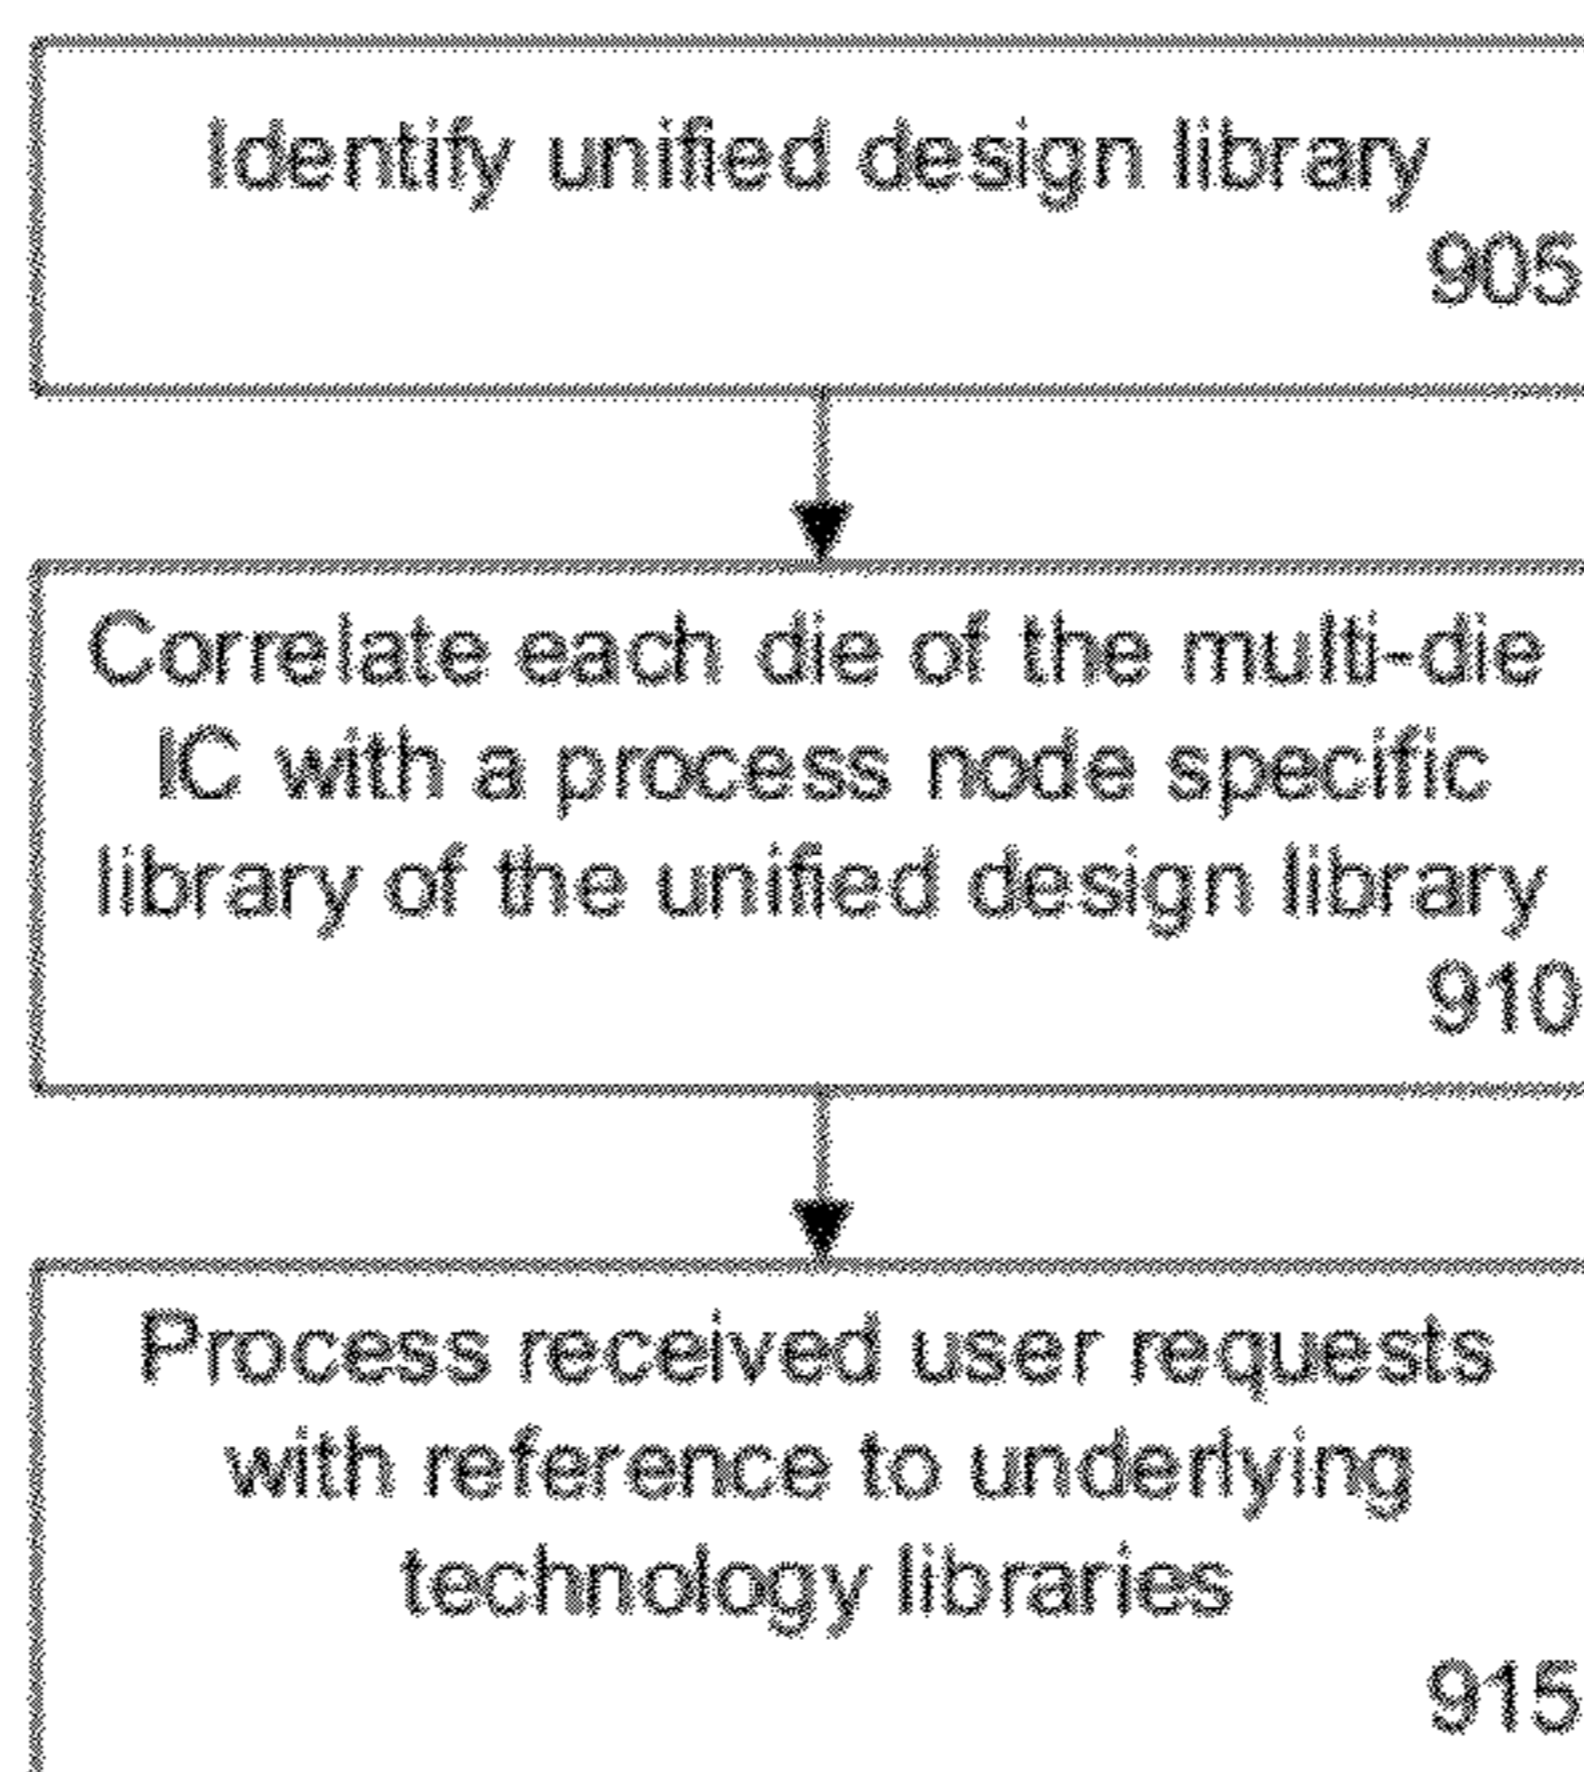 Identify unified design library
905
Correlate each die of the multi-die
IC with a process node specific
library of the unified design library
910
Process received user requests
with reference to underlying
technology libraries
915